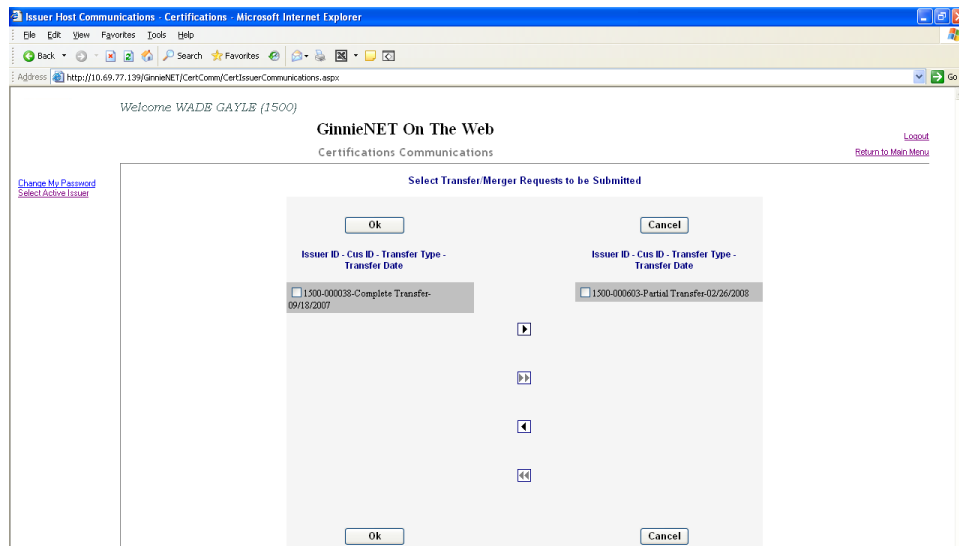 Issuer Host Communications - Certifications - Microsoft Internet Explorer
File Edit View Favorites Tools Help
Back Search Favorites
Address http://10.69.77.139/GinnieNET/CertComm/CertIssuerCommunications.aspx Go
Welcome WADE GAYLE (1500)
GinnieNET On The Web
Logout
Certifications Communications
Return to Main Menu
Change My Password
Select Active Issuer
Select Transfer/Merger Requests to be Submitted
Ok Cancel
Issuer ID - Cus ID - Transfer Type - Issuer ID - Cus ID - Transfer Type -
Transfer Date Transfer Date
1500-000038-Complete Transfer- 1500-000603-Partial Transfer-02/26/2008
09/18/2007
Ok Cancel